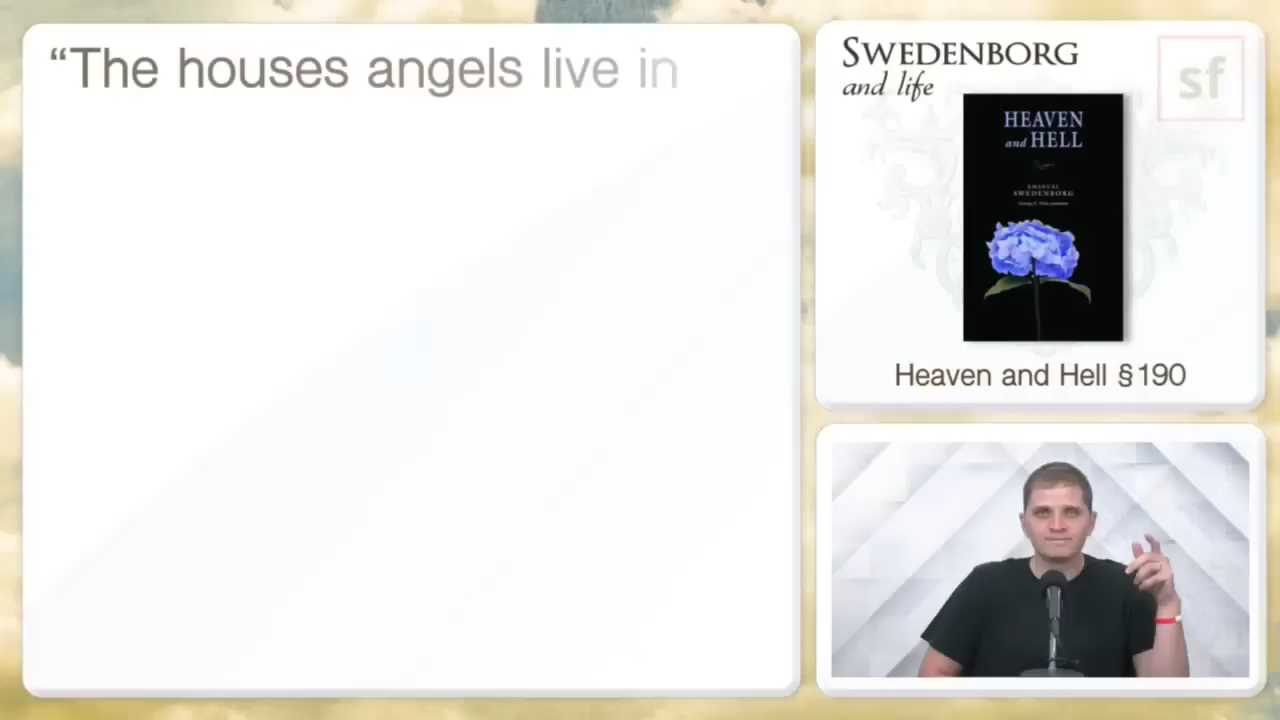 “The houses angels live in
SWEDENBORG
and life
sf
HEAVEN
and HELL
EMANUEL
SWEDENBORG
Heaven and Hell §190